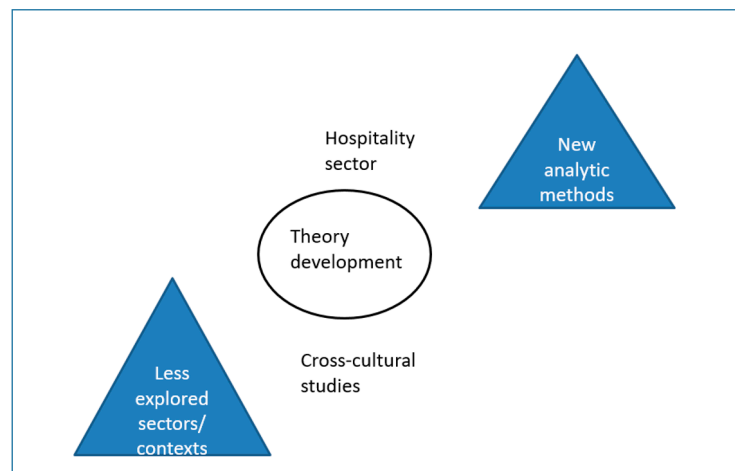 Hospitality
sector
New
analytic
methods
Theory
development
Less
explored
sectors/
contexts
Cross-cultural
studies